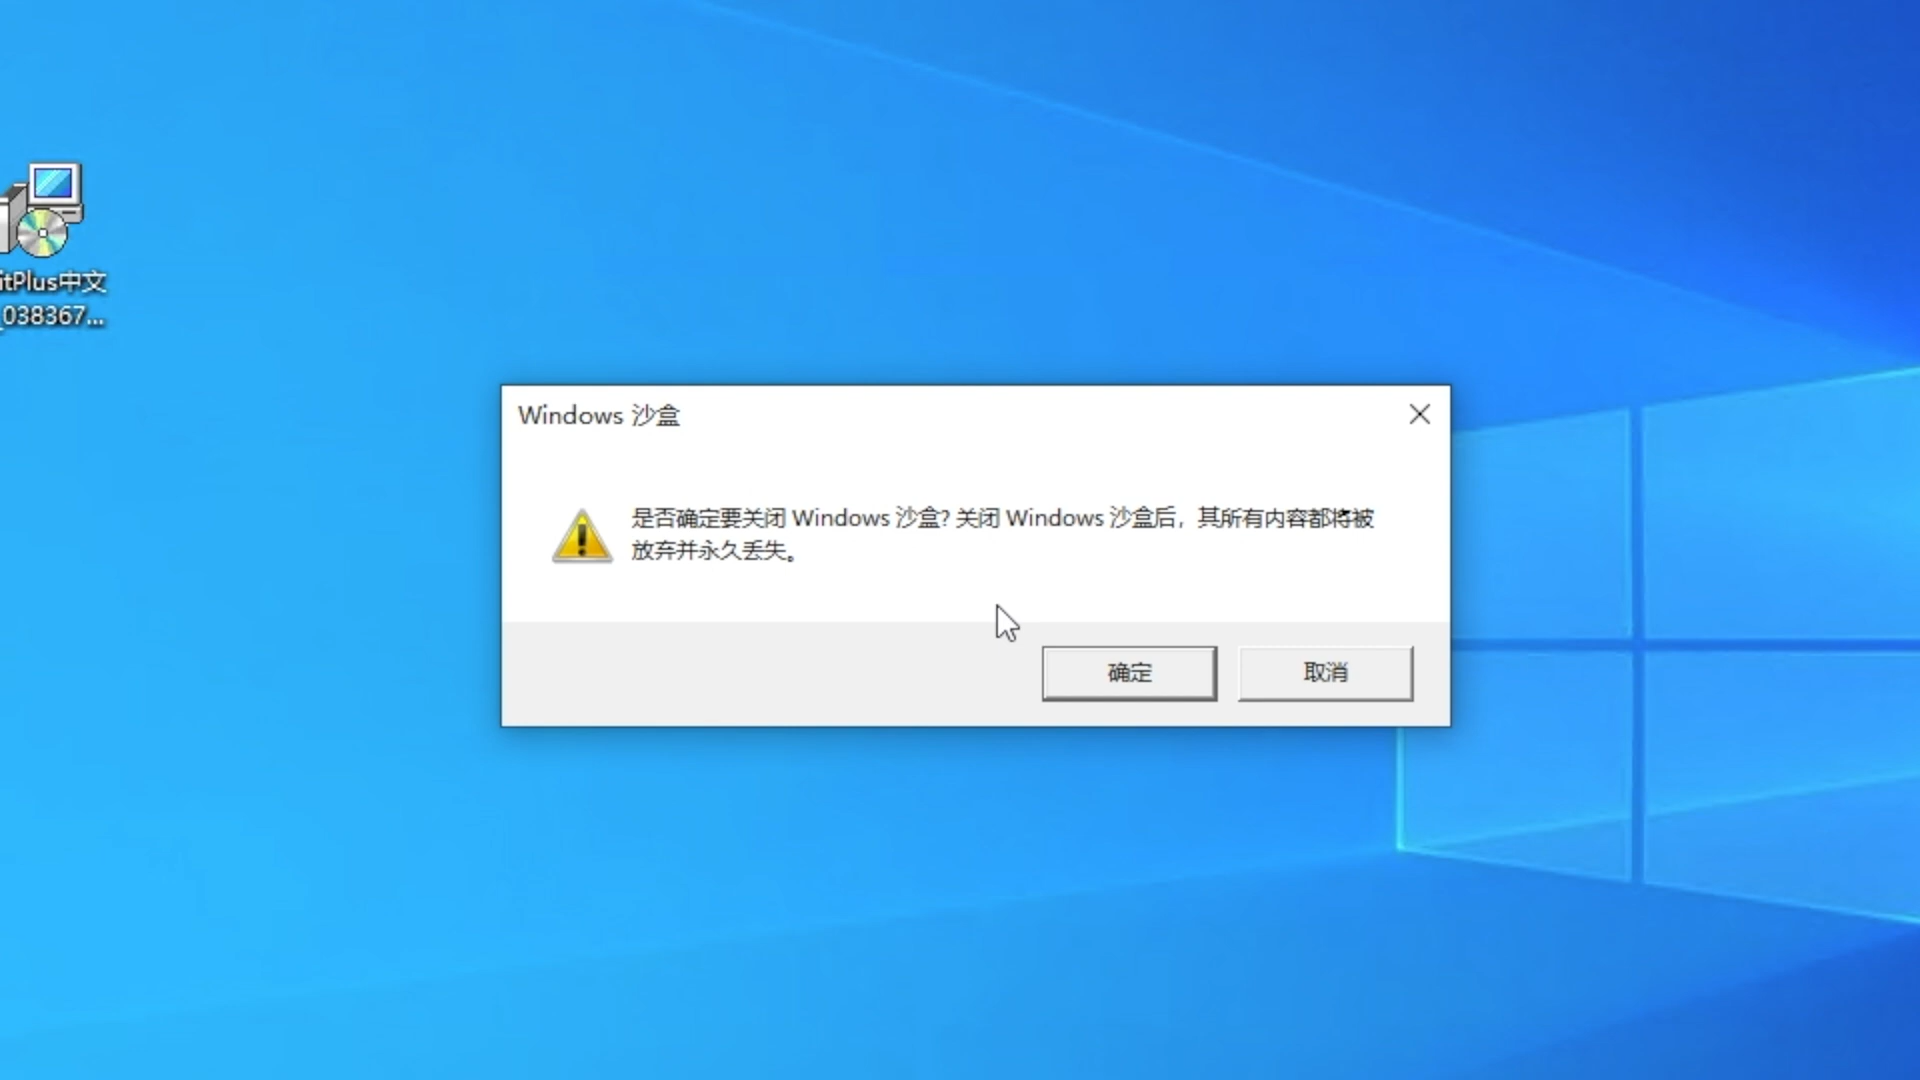 itPlus中文
_038367...
Windows 沙盒
是否确定要关闭 Windows 沙盒? 关闭 Windows 沙盒后，其所有内容都将被
放弃并永久丢失。
确定
取消